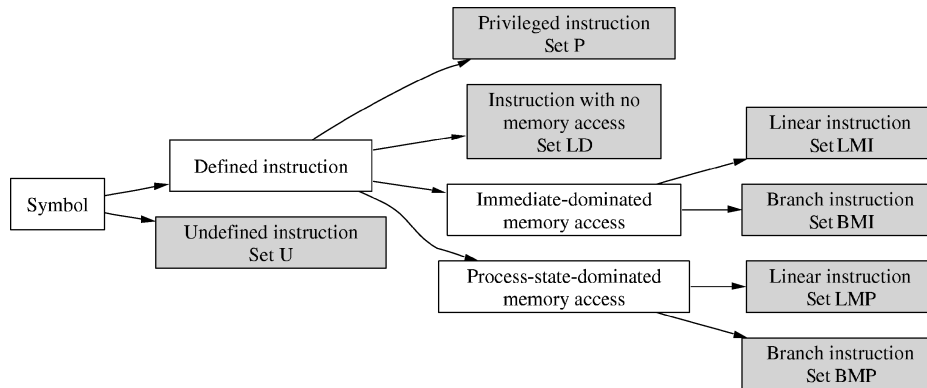 Privileged instruction
Set P
Instruction with no
memory access
Set LD
Linear instruction
Set LMI
Defined instruction
Symbol
Immediate-dominated
memory access
Branch instruction
Set BMI
Undefined instruction
Set U
Process-state-dominated
memory access
Linear instruction
Set LMP
Branch instruction
Set BMP